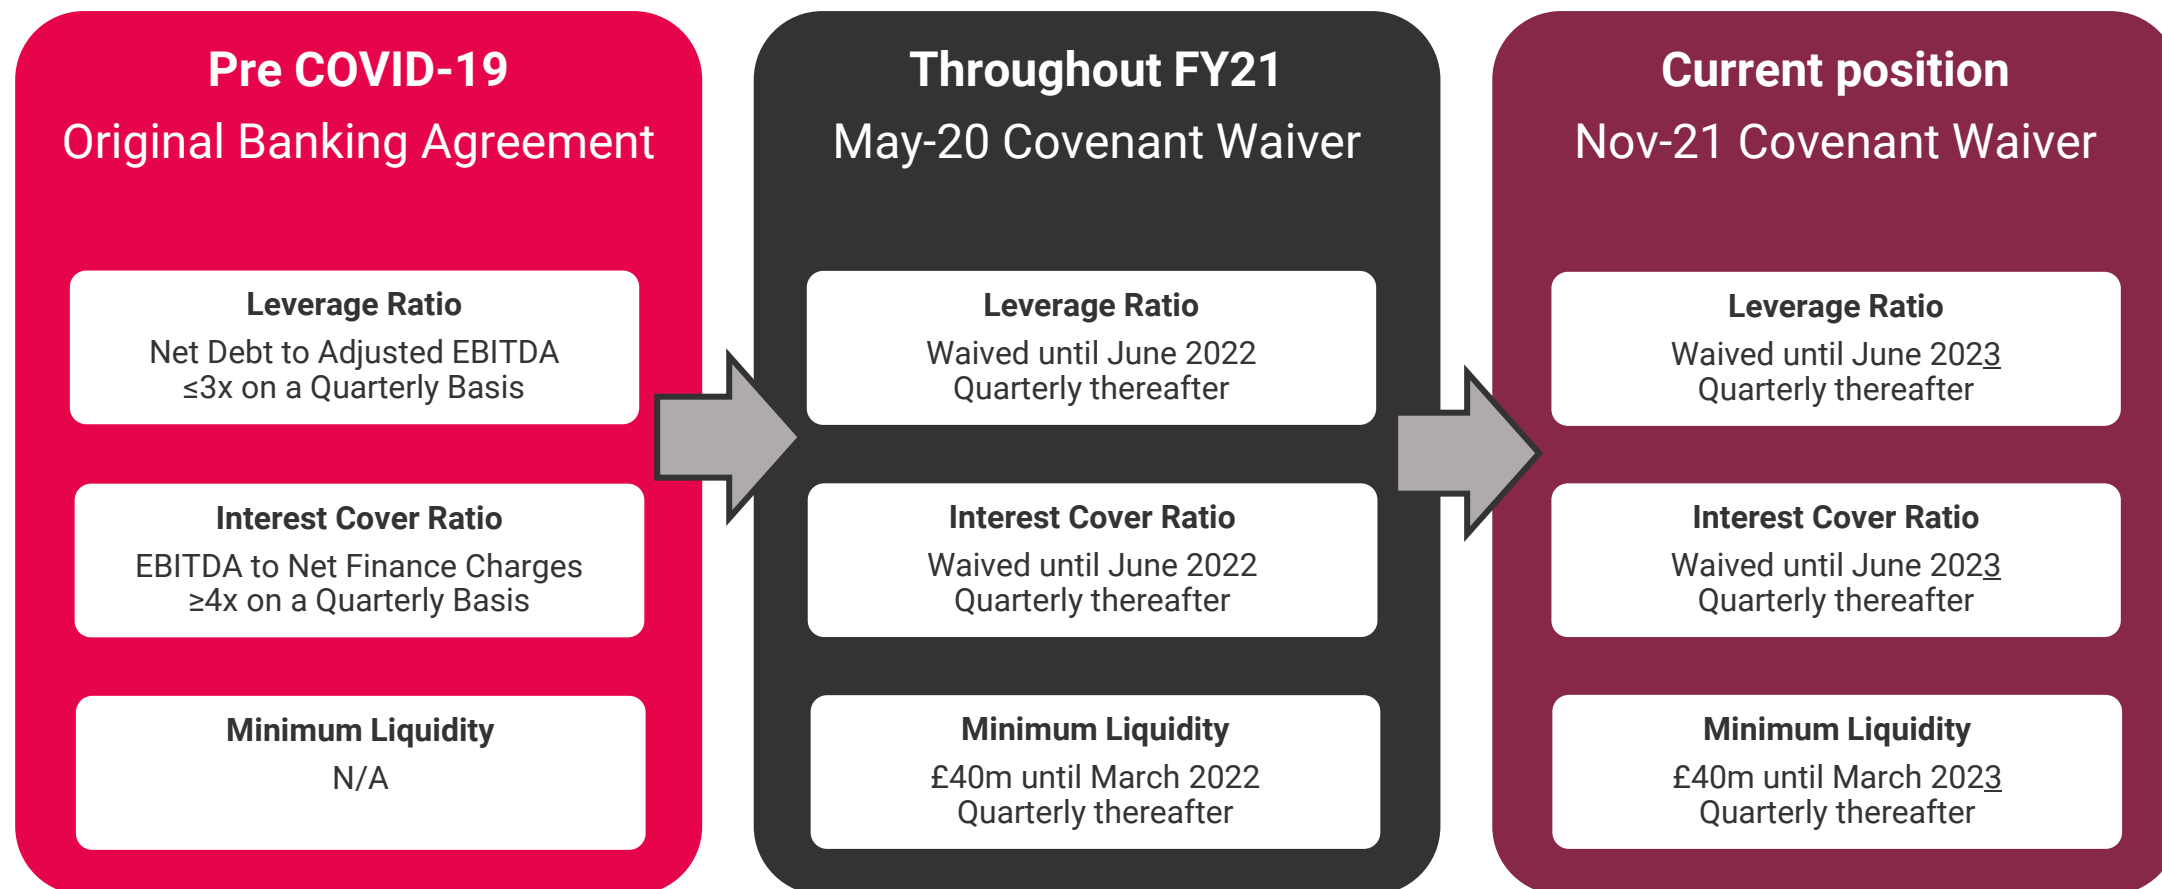 Pre COVID-19
Original Banking Agreement
Leverage Ratio
Net Debt to Adjusted EBITDA
≤3x on a Quarterly Basis
Interest Cover Ratio
EBITDA to Net Finance Charges
≥4x on a Quarterly Basis
Minimum Liquidity
N/A
Throughout FY21
May-20 Covenant Waiver
Leverage Ratio
Waived until June 2022
Quarterly thereafter
Interest Cover Ratio
Waived until June 2022
Quarterly thereafter
Minimum Liquidity
£40m until March 2022
Quarterly thereafter
Current position
Nov-21 Covenant Waiver
Leverage Ratio
Waived until June 2023
Quarterly thereafter
Interest Cover Ratio
Waived until June 2023
Quarterly thereafter
Minimum Liquidity
£40m until March 2023
Quarterly thereafter